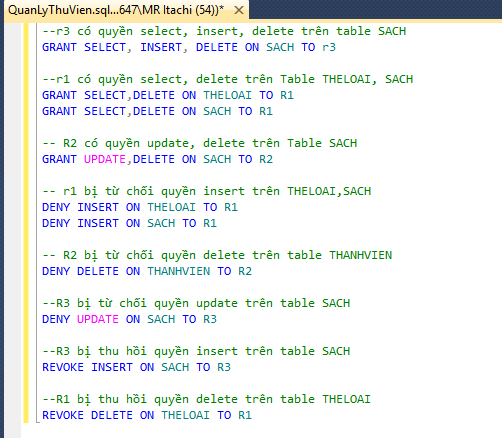 QuanLyThuVien.sql...647\MR Itachi (54))*
--r3 có quyền select, insert, delete trên table SACH
GRANT SELECT, INSERT, DELETE ON SACH TO r3
--r1 có quyền select, delete trên Table THELOAI, SACH
GRANT SELECT,DELETE ON THELOAI TO R1
GRANT SELECT,DELETE ON SACH TO R1
-- R2 có quyền update, delete trên Table SACH
GRANT UPDATE,DELETE ON SACH TO R2
-- r1 bị từ chối quyền insert trên THELOAI,SACH
DENY INSERT ON THELOAI TO R1
DENY INSERT ON SACH TO R1
-- R2 bị từ chối quyền delete trên table THANHVIEN
DENY DELETE ON THANHVIEN TO R2
--R3 bị từ chối quyền update trên table SACH
DENY UPDATE ON SACH TO R3
--R3 bị thu hồi quyền insert trên table SACH
REVOKE INSERT ON SACH TO R3
--R1 bị thu hồi quyền delete trên table THELOAI
REVOKE DELETE ON THELOAI TO R1